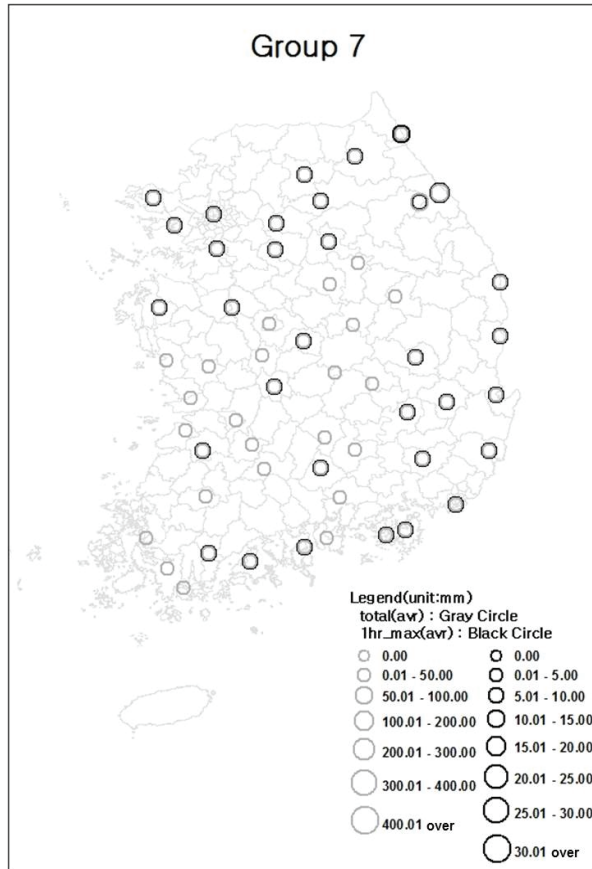 Group 7
Legend(unit:mm)
total(avr) : Gray Circle
1hr_max(avr) : Black Circle
0.00 0.00
0.01 - 50.00 0.01 - 5.00
50.01 - 100.00 5.01 - 10.00
100.01 - 200.00 10.01 - 15.00
200.01 - 300.00 15.01 - 20.00
300.01 - 400.00 20.01 - 25.00
400.01 over 25.01 - 30.00
30.01 over